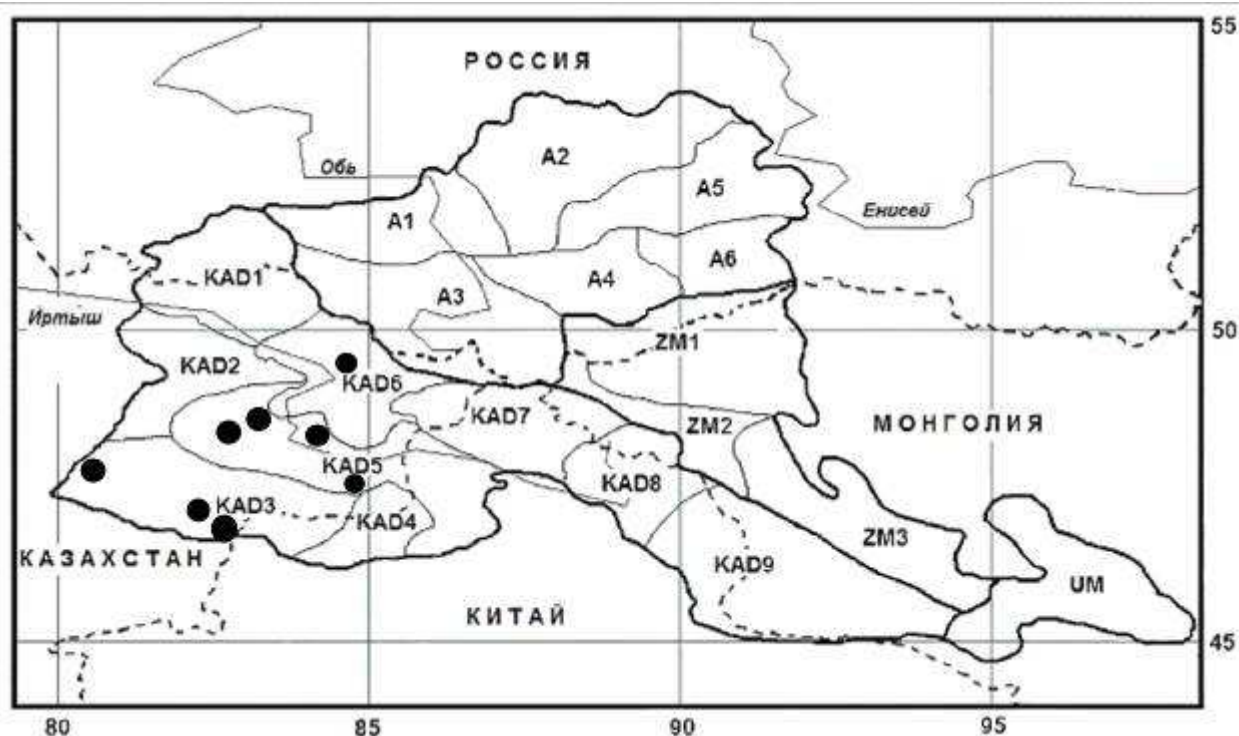 55
РОССИЯ
A2
Обь
A5
A1
Енисей
KAD1
A6
A4
A3
Иртыш
50
ZM1
KAD2
KAD6
KAD7
ZM2
МОНГОЛИЯ
KAD5
KAD8
KAD3
KAD4
ZM3
КАЗАХСТАН
KAD9
UM
КИТАЙ
45
80 85 90 95